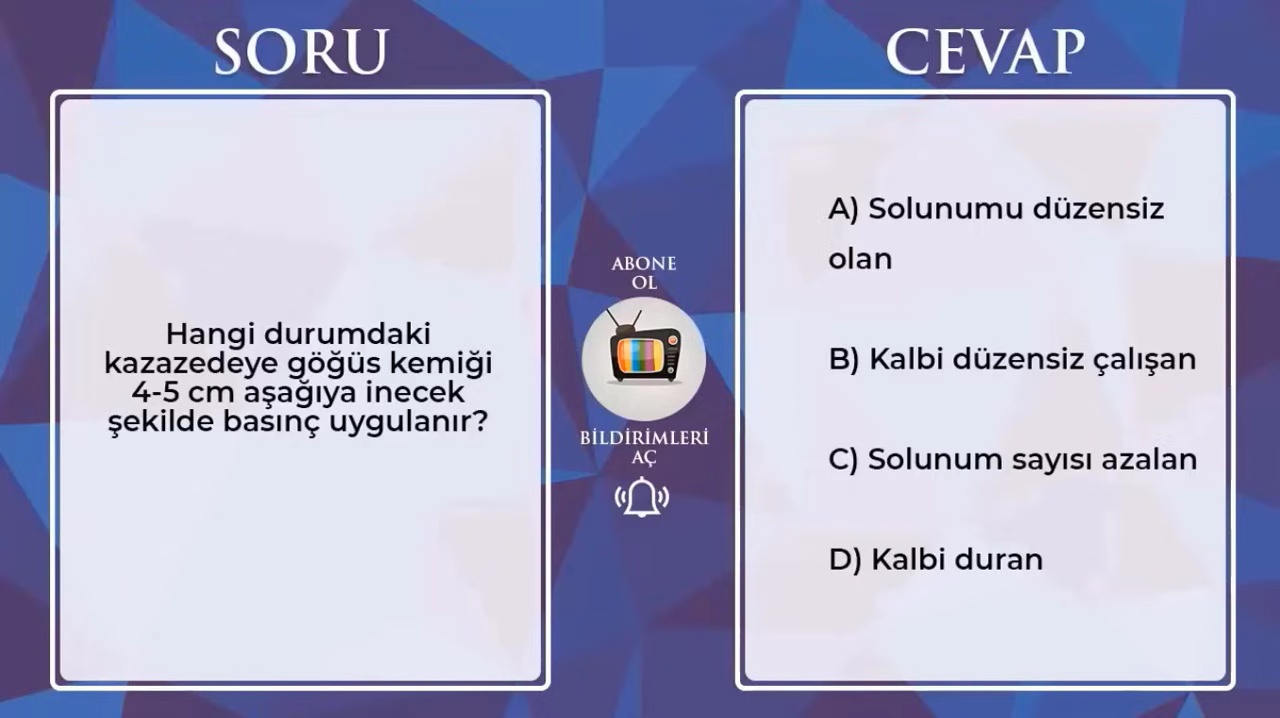 SORU
Hangi durumdaki
kazazedeye göğüs kemiği
4-5 cm aşağıya inecek
şekilde basınç uygulanır?
ABONE
OL
BİLDİRİMLERİ
AÇ
CEVAP
A) Solunumu düzensiz
olan
B) Kalbi düzensiz çalışan
C) Solunum sayısı azalan
D) Kalbi duran